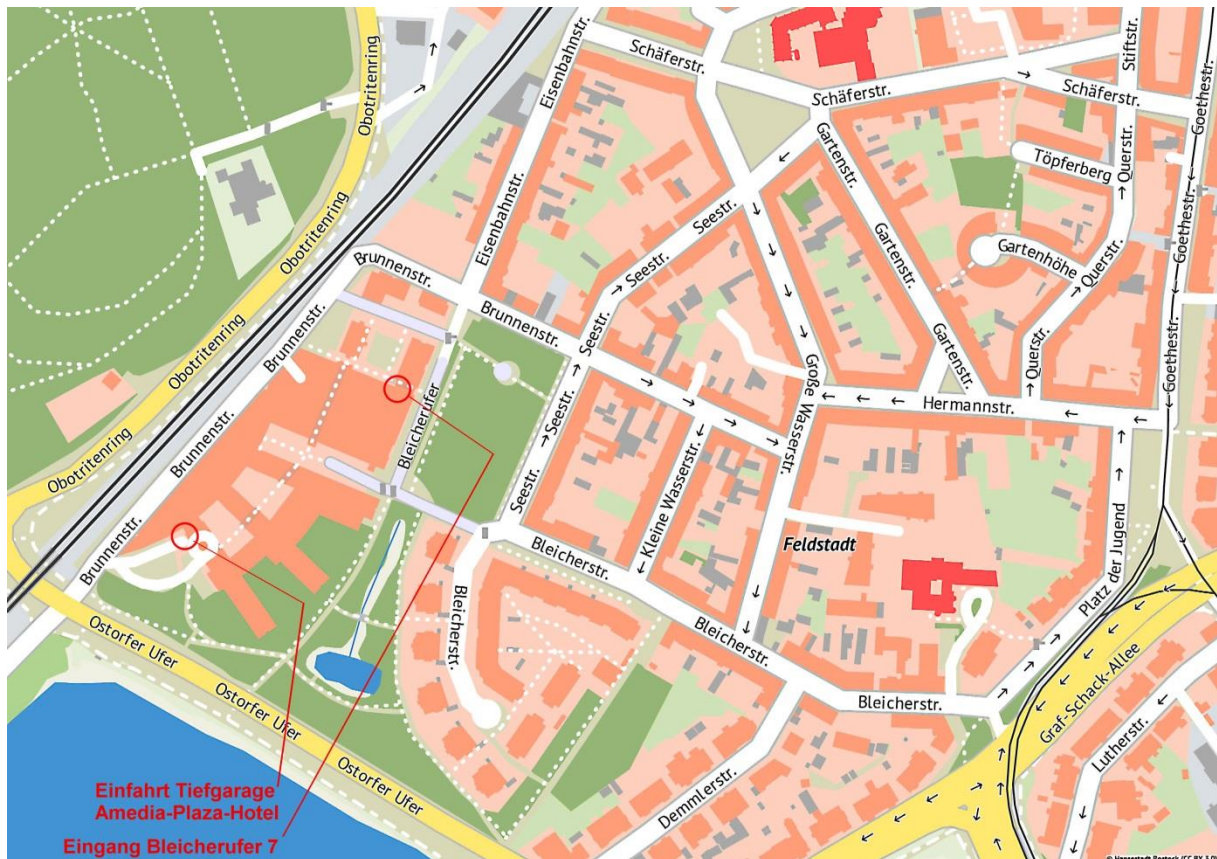 Obotritenring
Obotritenring
Obotritenring
Obotritenring
Obotritenring
Eisenbahnstr.
Eisenbahnstr.
Schäferstr.
Schäferstr.
Schäferstr.
Stiftstr.
Goethestr.
Goethestr.
Goethestr.
Goethestr.
Gartenstr.
Gartenstr.
Gartenstr.
Töpferberg
Querstr.
Querstr.
Querstr.
Gartenhöhe
Seestr.
Seestr.
Seestr.
Seestr.
Seestr.
Brunnenstr.
Brunnenstr.
Brunnenstr.
Brunnenstr.
Brunnenstr.
Bleicherufer
Große Wasserstr.
Hermannstr.
Kleine Wasserstr.
Feldstadt
Platz der Jugend
Bleicherstr.
Bleicherstr.
Bleicherstr.
Bleicherstr.
Graf-Schack-Allee
Lutherstr.
Demmlerstr.
Ostorfer Ufer
Ostorfer Ufer
Ostorfer Ufer
Einfahrt Tiefgarage
Amedia-Plaza-Hotel
Eingang Bleicherufer 7